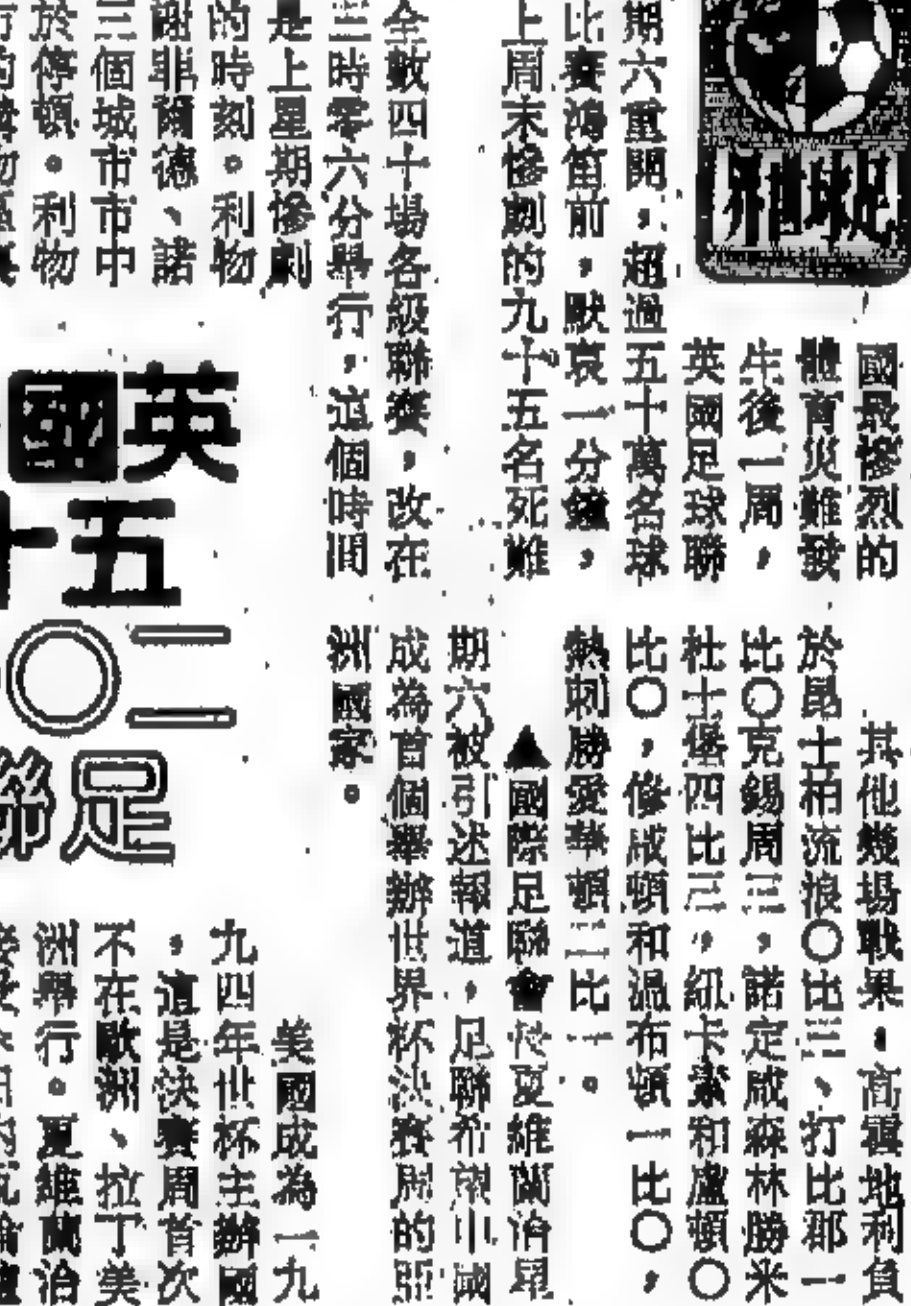 國最慘烈的
體育災難發
生後一周，
英國足球聯
期六重開，超過五十萬名球
比賽鴻笛前，默哀一分鐘，
上周末慘劇的九十五名死難
全數四十場各級聯賽，改在
三時零六分舉行，這個時間
是上星期慘劇
的時刻。利物
謝非爾德、諾
三個城市市中
於停頓。利物
英
國
五十
二〇
足聯
其他幾場戰果，高雲地利負
於昆士柏流浪〇比三、打比郡一
比〇克錫周三，諾定咸森林勝米
杜士堡四比三，紐卡素和盧頓〇
比〇，修咸頓和溫布頓一比〇，
熱刺勝愛華頓二比一。
▲國際足聯會長夏維蘭治星
期六被引述報道，足聯希望中國
成為首個舉辦世界杯決賽周的亞
洲國家。
美國成為一九
九四年世杯主辦國
，這是決賽周首次
不在歐洲、拉丁美
洲舉行。夏維蘭治